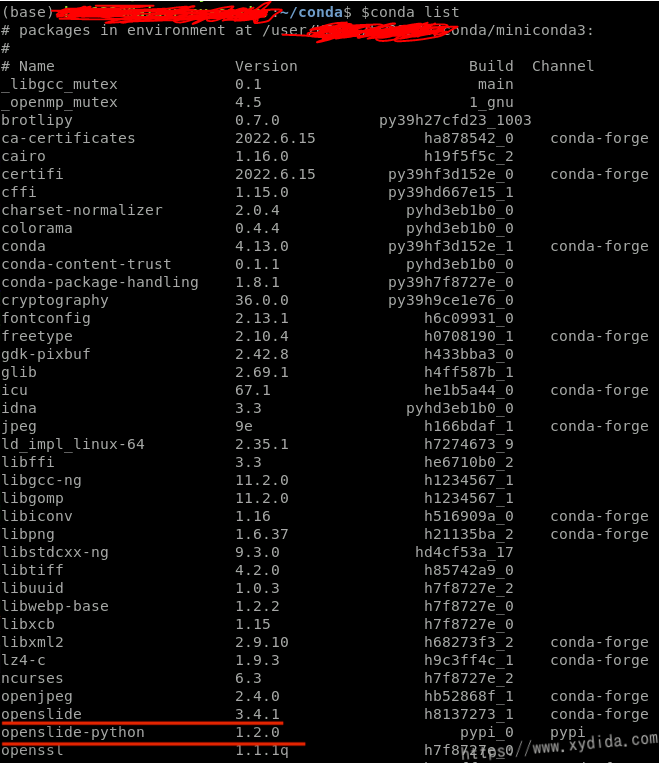 (base) :~/conda$ $conda list
# packages in environment at /user/ conda/miniconda3:
#
# Name Version Build Channel
_libgcc_mutex 0.1 main
_openmp_mutex 4.5 1_gnu
brotlipy 0.7.0 py39h27cfd23_1003
ca-certificates 2022.6.15 ha878542_0 conda-forge
cairo 1.16.0 h19f5f5c_2
certifi 2022.6.15 py39hf3d152e_0 conda-forge
cffi 1.15.0 py39hd667e15_1
charset-normalizer 2.0.4 pyhd3eb1b0_0
colorama 0.4.4 pyhd3eb1b0_0
conda 4.13.0 py39hf3d152e_1 conda-forge
conda-content-trust 0.1.1 pyhd3eb1b0_0
conda-package-handling 1.8.1 py39h7f8727e_0
cryptography 36.0.0 py39h9ce1e76_0
fontconfig 2.13.1 h6c09931_0
freetype 2.10.4 h0708190_1 conda-forge
gdk-pixbuf 2.42.8 h433bba3_0
glib 2.69.1 h4ff587b_1
icu 67.1 he1b5a44_0 conda-forge
idna 3.3 pyhd3eb1b0_0
jpeg 9e h166bdaf_1 conda-forge
ld_impl_linux-64 2.35.1 h7274673_9
libffi 3.3 he6710b0_2
libgcc-ng 11.2.0 h1234567_1
libgomp 11.2.0 h1234567_1
libiconv 1.16 h516909a_0 conda-forge
libpng 1.6.37 h21135ba_2 conda-forge
libstdcxx-ng 9.3.0 hd4cf53a_17
libtiff 4.2.0 h85742a9_0
libuuid 1.0.3 h7f8727e_2
libwebp-base 1.2.2 h7f8727e_0
libxcb 1.15 h7f8727e_0
libxml2 2.9.10 h68273f3_2 conda-forge
lz4-c 1.9.3 h9c3ff4c_1 conda-forge
ncurses 6.3 h7f8727e_2
openjpeg 2.4.0 hb52868f_1 conda-forge
openslide 3.4.1 h8137273_1 conda-forge
openslide-python 1.2.0 pypi_0 pypi
openssl 1.1.1q h7f8727e_0
https://www.xydida.com